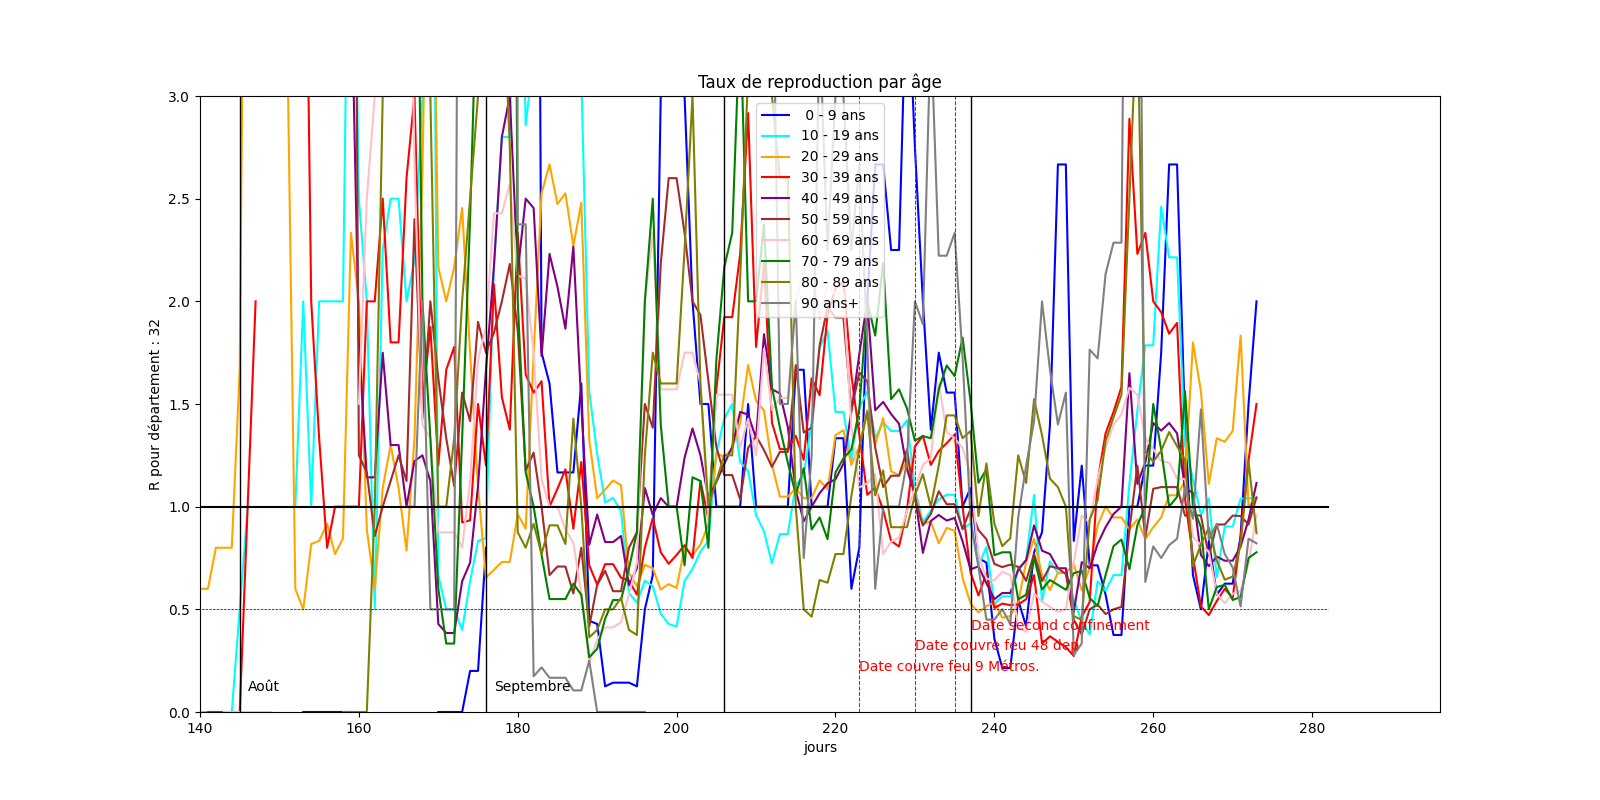 Taux de reproduction par âge
R pour département : 32
3.0
2.5
2.0
1.5
1.0
0.5
0.0
0 - 9 ans
10 - 19 ans
20 - 29 ans
30 - 39 ans
40 - 49 ans
50 - 59 ans
60 - 69 ans
70 - 79 ans
80 - 89 ans
90 ans+
Date second confinement
Date couvre feu 48 dep
Date couvre feu 9 Métros.
Août
Septembre
140
160
180
200
220
240
260
280
jours